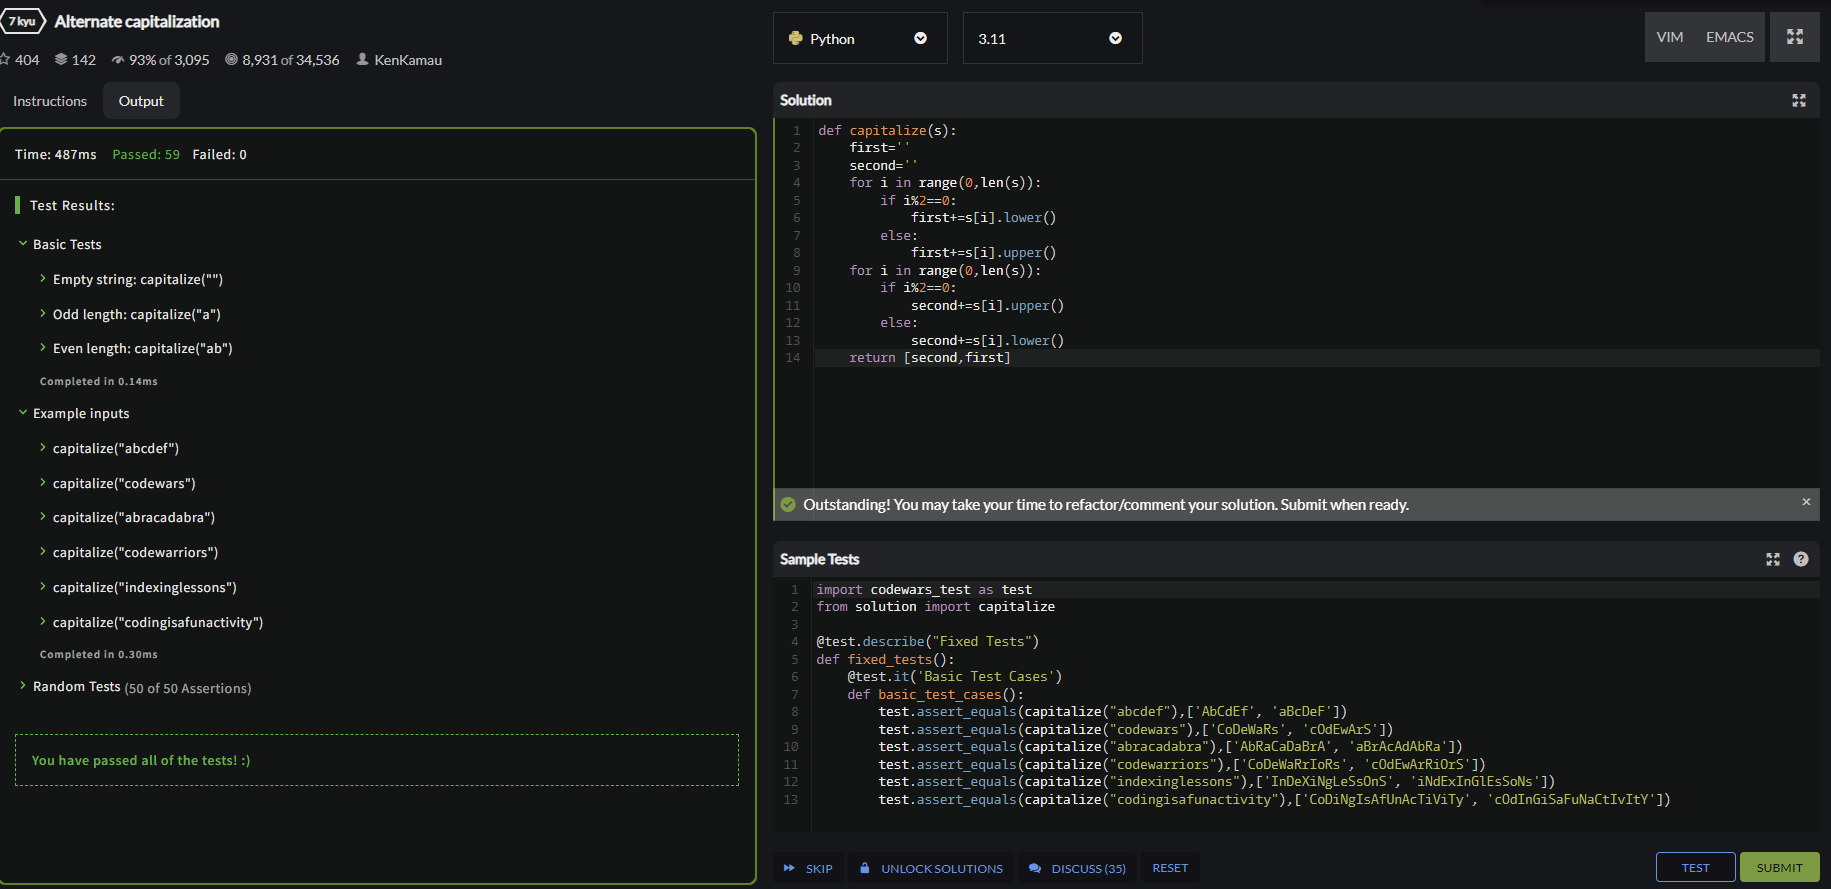 7 kyu Alternate capitalization
404 142 93% of 3,095 8,931 of 34,536 KenKamau
Instructions Output
Time: 487ms Passed: 59 Failed: 0
Test Results:
Basic Tests
Empty string: capitalize("")
Odd length: capitalize("a")
Even length: capitalize("ab")
Completed in 0.14ms
Example inputs
capitalize("abcdef")
capitalize("codewars")
capitalize("abracadabra")
capitalize("codewarriors")
capitalize("indexinglessons")
capitalize("codingisafunactivity")
Completed in 0.30ms
Random Tests (50 of 50 Assertions)
You have passed all of the tests! :)
Python 3.11 VIM EMACS
Solution
1 def capitalize(s):
2     first=''
3     second=''
4     for i in range(0,len(s)):
5         if i%2==0:
6             first+=s[i].lower()
7         else:
8             first+=s[i].upper()
9     for i in range(0,len(s)):
10         if i%2==0:
11             second+=s[i].upper()
12         else:
13             second+=s[i].lower()
14     return [second,first]
Outstanding! You may take your time to refactor/comment your solution. Submit when ready. ×
Sample Tests ?
1 import codewars_test as test
2 from solution import capitalize
3
4 @test.describe("Fixed Tests")
5 def fixed_tests():
6     @test.it('Basic Test Cases')
7     def basic_test_cases():
8         test.assert_equals(capitalize("abcdef"),['AbCdEf', 'aBcDeF'])
9         test.assert_equals(capitalize("codewars"),['CoDeWaRs', 'cOdEwArS'])
10         test.assert_equals(capitalize("abracadabra"),['AbRaCaDaBrA', 'aBrAcAdAbRa'])
11         test.assert_equals(capitalize("codewarriors"),['CoDeWaRrIoRs', 'cOdEwArRiOrS'])
12         test.assert_equals(capitalize("indexinglessons"),['InDeXiNgLeSsOnS', 'iNdExInGlEsSoNs'])
13         test.assert_equals(capitalize("codingisafunactivity"),['CoDiNgIsAfUnAcTiViTy', 'cOdInGiSaFuNaCtIvItY'])
SKIP UNLOCK SOLUTIONS DISCUSS (35) RESET TEST SUBMIT